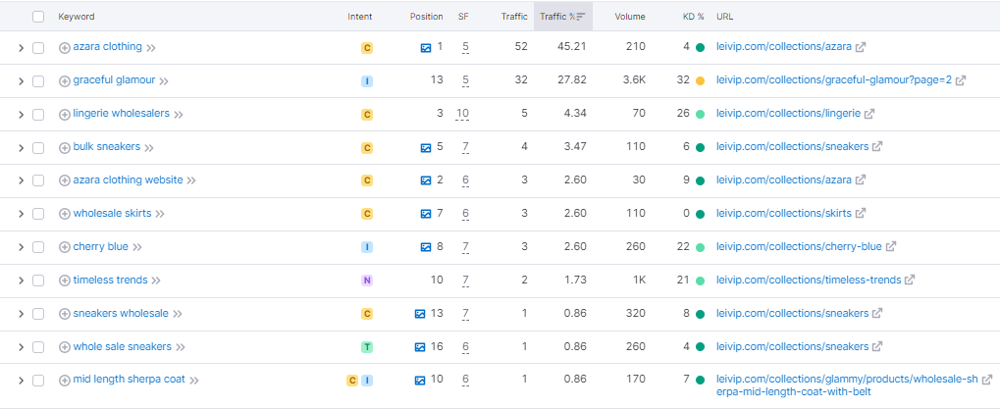 Keyword Intent Position SF Traffic Traffic % Volume KD % URL
azara clothing C 1 5 52 45.21 210 4 leivip.com/collections/azara
graceful glamour I 13 5 32 27.82 3.6K 32 leivip.com/collections/graceful-glamour?page=2
lingerie wholesalers C 3 10 5 4.34 70 26 leivip.com/collections/lingerie
bulk sneakers C 5 7 4 3.47 110 6 leivip.com/collections/sneakers
azara clothing website C 2 6 3 2.60 30 9 leivip.com/collections/azara
wholesale skirts C 7 6 3 2.60 110 0 leivip.com/collections/skirts
cherry blue I 8 7 3 2.60 260 22 leivip.com/collections/cherry-blue
timeless trends N 10 7 2 1.73 1K 21 leivip.com/collections/timeless-trends
sneakers wholesale C 13 7 1 0.86 320 8 leivip.com/collections/sneakers
whole sale sneakers T 16 6 1 0.86 260 4 leivip.com/collections/sneakers
mid length sherpa coat C I 10 6 1 0.86 170 7 leivip.com/collections/glammy/products/wholesale-sh
erpa-mid-length-coat-with-belt